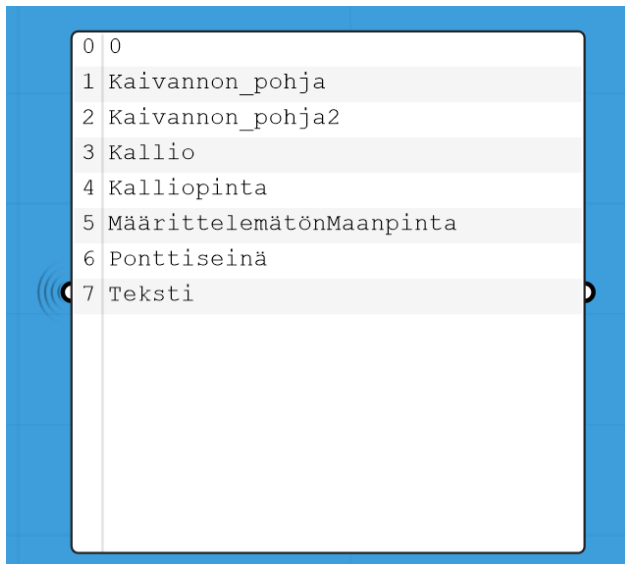 0 0
1 Kaivannon_pohja
2 Kaivannon_pohja2
3 Kallio
4 Kalliopinta
5 MäärittelemätönMaanpinta
6 Ponttiseinä
7 Teksti